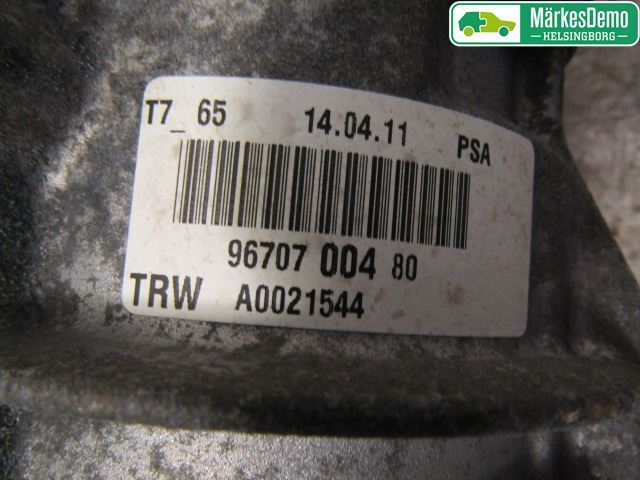 MärkesDemo
HELSINGBORG
T7_ 65 14.04.11 PSA
96707 004 80
TRW A0021544